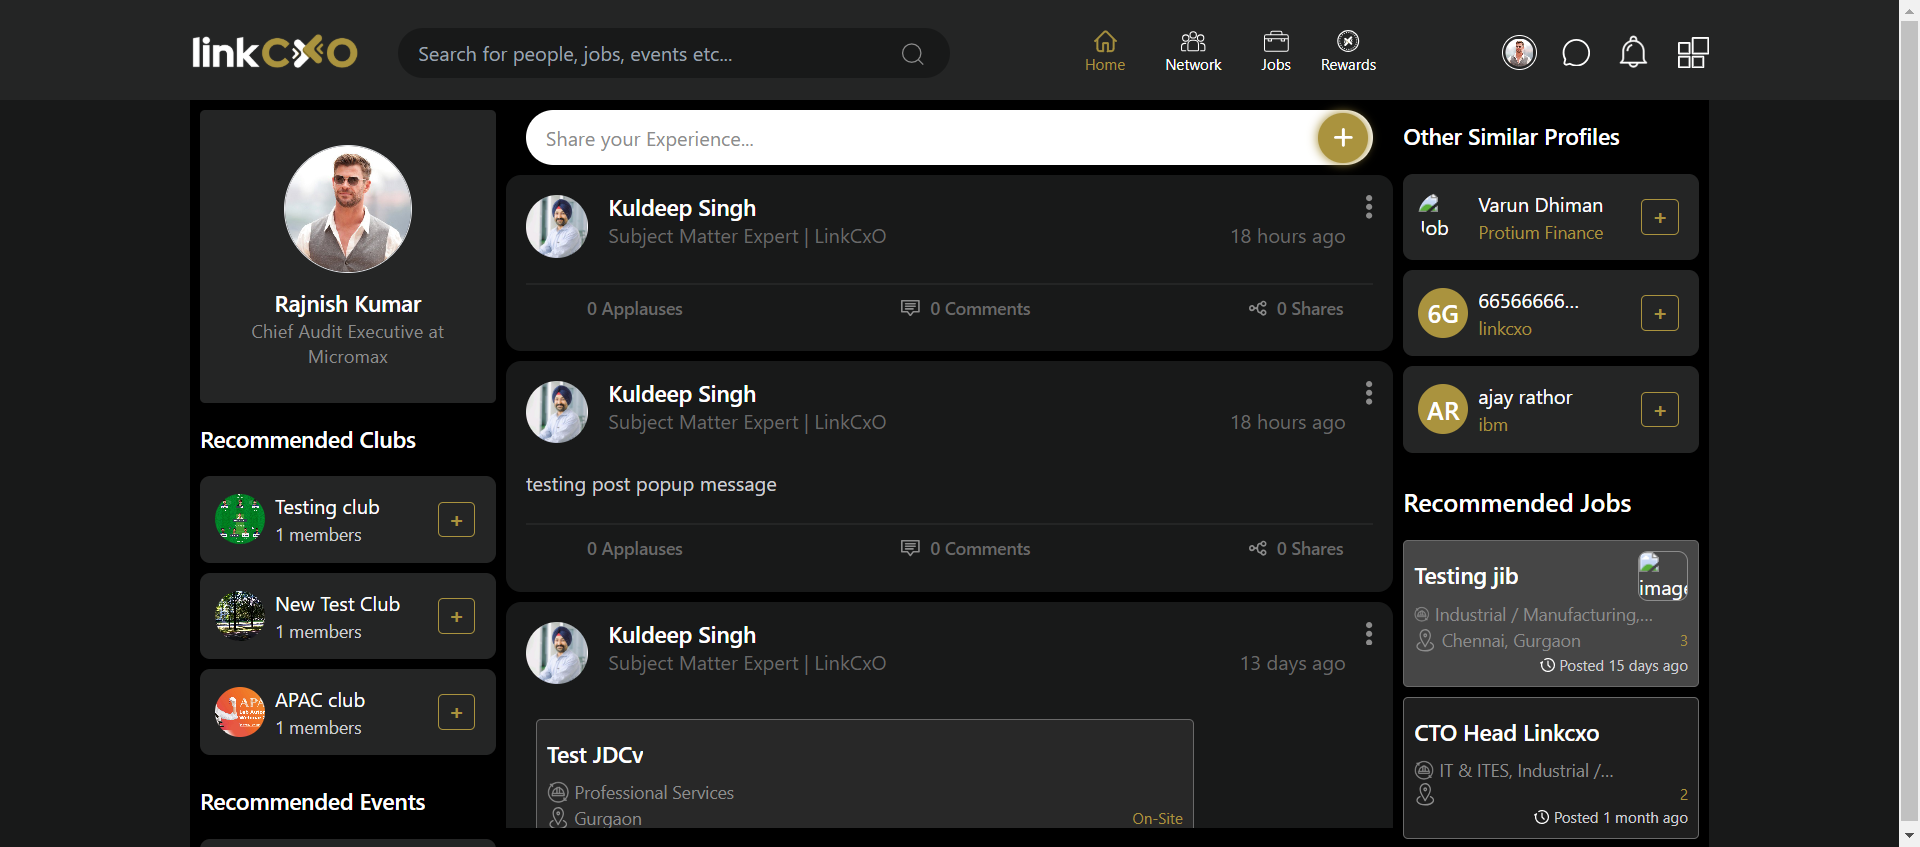 linkCXO
Search for people, jobs, events etc...
Home
Network
Jobs
Rewards
Rajnish Kumar
Chief Audit Executive at
Micromax
Recommended Clubs
Testing club
1 members
New Test Club
1 members
APAC club
1 members
Recommended Events
Share your Experience...
Kuldeep Singh
Subject Matter Expert | LinkCxO
18 hours ago
0 Applauses
0 Comments
0 Shares
Kuldeep Singh
Subject Matter Expert | LinkCxO
18 hours ago
testing post popup message
0 Applauses
0 Comments
0 Shares
Kuldeep Singh
Subject Matter Expert | LinkCxO
13 days ago
Test JDCv
Professional Services
Gurgaon
On-Site
Other Similar Profiles
Job
Varun Dhiman
Protium Finance
6G
66566666...
linkcxo
AR
ajay rathor
ibm
Recommended Jobs
Testing jib
image
Industrial / Manufacturing,...
Chennai, Gurgaon
3
Posted 15 days ago
CTO Head Linkcxo
IT & ITES, Industrial /...
2
Posted 1 month ago